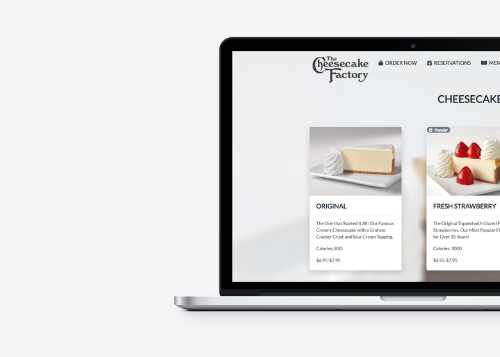 The
Cheesecake
Factory
ORDER NOW
RESERVATIONS
MEN
CHEESECAKE
Popular
ORIGINAL
The One that Started it All! Our Famous
Creamy Cheesecake with a Graham
Cracker Crust and Sour Cream Topping.
Calories: 830
$6.95-$7.95
FRESH STRAWBERRY
The Original Topped with Glazed F
Strawberries. Our Most Popular F
for Over 35 Years!
Calories: 1000
$6.95-$7.95